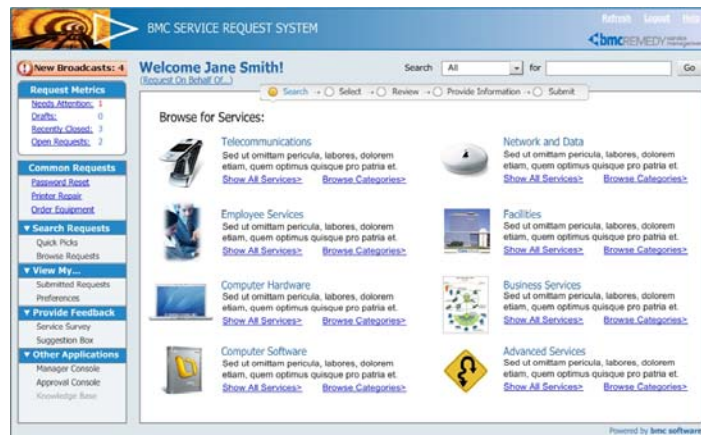 BMC SERVICE REQUEST SYSTEM
Refresh Logout Help
bmcREMEDY service management
New Broadcasts: 4
Welcome Jane Smith!
(Request On Behalf Of...)
Search All for Go
Search Select Review Provide Information Submit
Request Metrics
Needs Attention: 1
Drafts: 0
Recently Closed: 3
Open Requests: 2
Common Requests
Password Reset
Printer Repair
Order Equipment
Search Requests
Quick Picks
Browse Requests
View My...
Submitted Requests
Preferences
Provide Feedback
Service Survey
Suggestion Box
Other Applications
Manager Console
Approval Console
Knowledge Base
Browse for Services:
Telecommunications
Sed ut omittam pericula, labores, dolorem
etiam, quem optimus quisque pro patria et.
Show All Services> Browse Categories>
Network and Data
Sed ut omittam pericula, labores, dolorem
etiam, quem optimus quisque pro patria et.
Show All Services> Browse Categories>
Employee Services
Sed ut omittam pericula, labores, dolorem
etiam, quem optimus quisque pro patria et.
Show All Services> Browse Categories>
Facilities
Sed ut omittam pericula, labores, dolorem
etiam, quem optimus quisque pro patria et.
Show All Services> Browse Categories>
Computer Hardware
Sed ut omittam pericula, labores, dolorem
etiam, quem optimus quisque pro patria et.
Show All Services> Browse Categories>
Business Services
Sed ut omittam pericula, labores, dolorem
etiam, quem optimus quisque pro patria et.
Show All Services> Browse Categories>
Computer Software
Sed ut omittam pericula, labores, dolorem
etiam, quem optimus quisque pro patria et.
Show All Services> Browse Categories>
Advanced Services
Sed ut omittam pericula, labores, dolorem
etiam, quem optimus quisque pro patria et.
Show All Services> Browse Categories>
Powered by bmc software